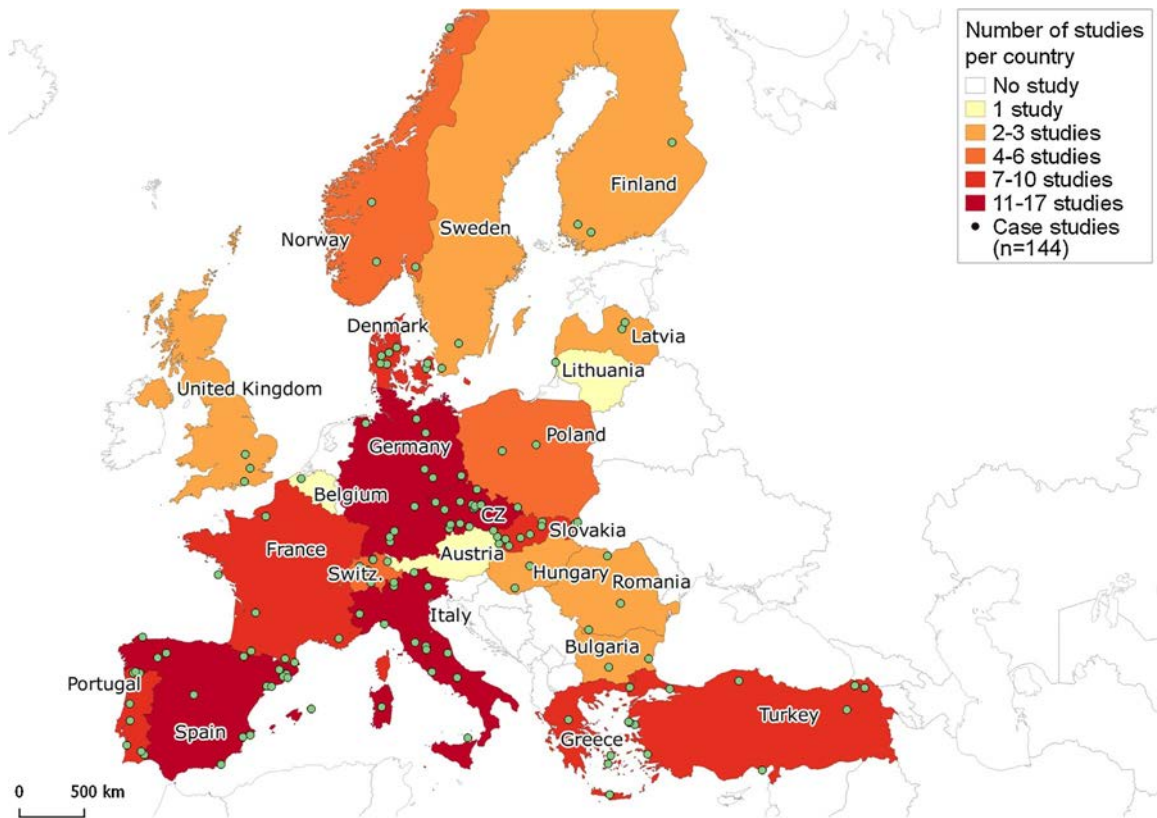 Number of studies
per country
No study
1 study
2-3 studies
4-6 studies
7-10 studies
11-17 studies
Case studies
(n=144)
Finland
Sweden
Norway
Denmark
Latvia
Lithuania
United Kingdom
Poland
Germany
Belgium
CZ
Slovakia
France
Austria
Switz.
Hungary
Romania
Italy
Bulgaria
Portugal
Spain
Turkey
Greece
0 500 km